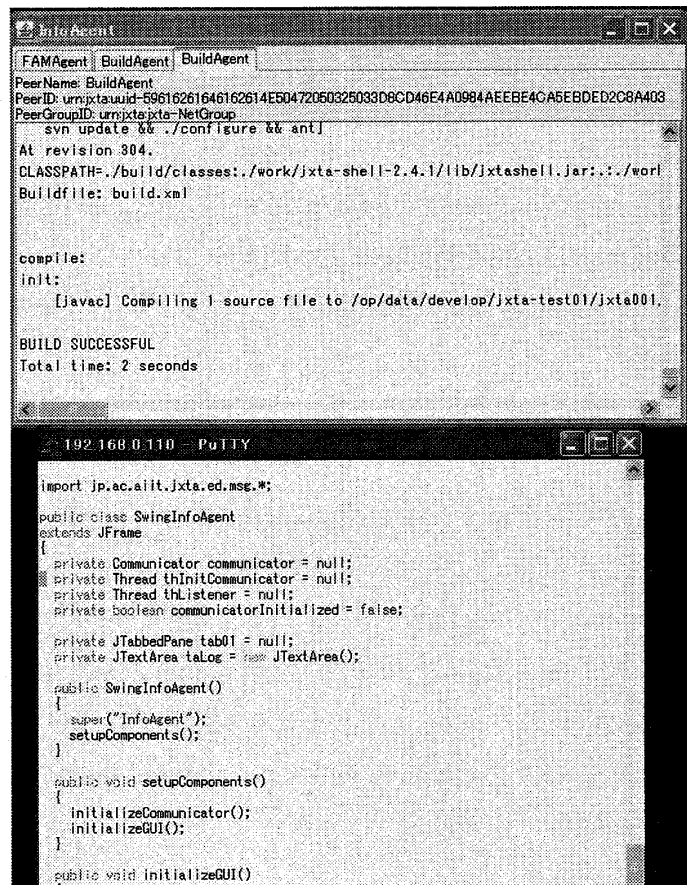 InfoAgent
FAMAgent BuildAgent BuildAgent
PeerName: BuildAgent
PeerID: urn:jxta:uuid-59616261646162614E50472050325033D8CD46E4A0984AEEBE4CA5EBDED2C8A403
PeerGroupID: urn:jxta:jxta-NetGroup
svn update && ./configure && ant]
At revision 304.
CLASSPATH=./build/classes:./work/jxta-shell-2.4.1/lib/jxtashell.jar:.:./worl
Buildfile: build.xml
compile:
init:
[javac] Compiling 1 source file to /op/data/develop/jxta-test01/jxta001,
BUILD SUCCESSFUL
Total time: 2 seconds
192.168.0.110 - PuTTY
import jp.ac.aiit.jxta.ed.msg.*;
public class SwingInfoAgent
extends JFrame
{
private Communicator communicator = null;
private Thread thInitCommunicator = null;
private Thread thListener = null;
private boolean communicatorInitialized = false;
private JTabbedPane tab01 = null;
private JTextArea taLog = new JTextArea();
public SwingInfoAgent()
{
super("InfoAgent");
setupComponents();
}
public void setupComponents()
{
initializeCommunicator();
initializeGUI();
}
public void initializeGUI()